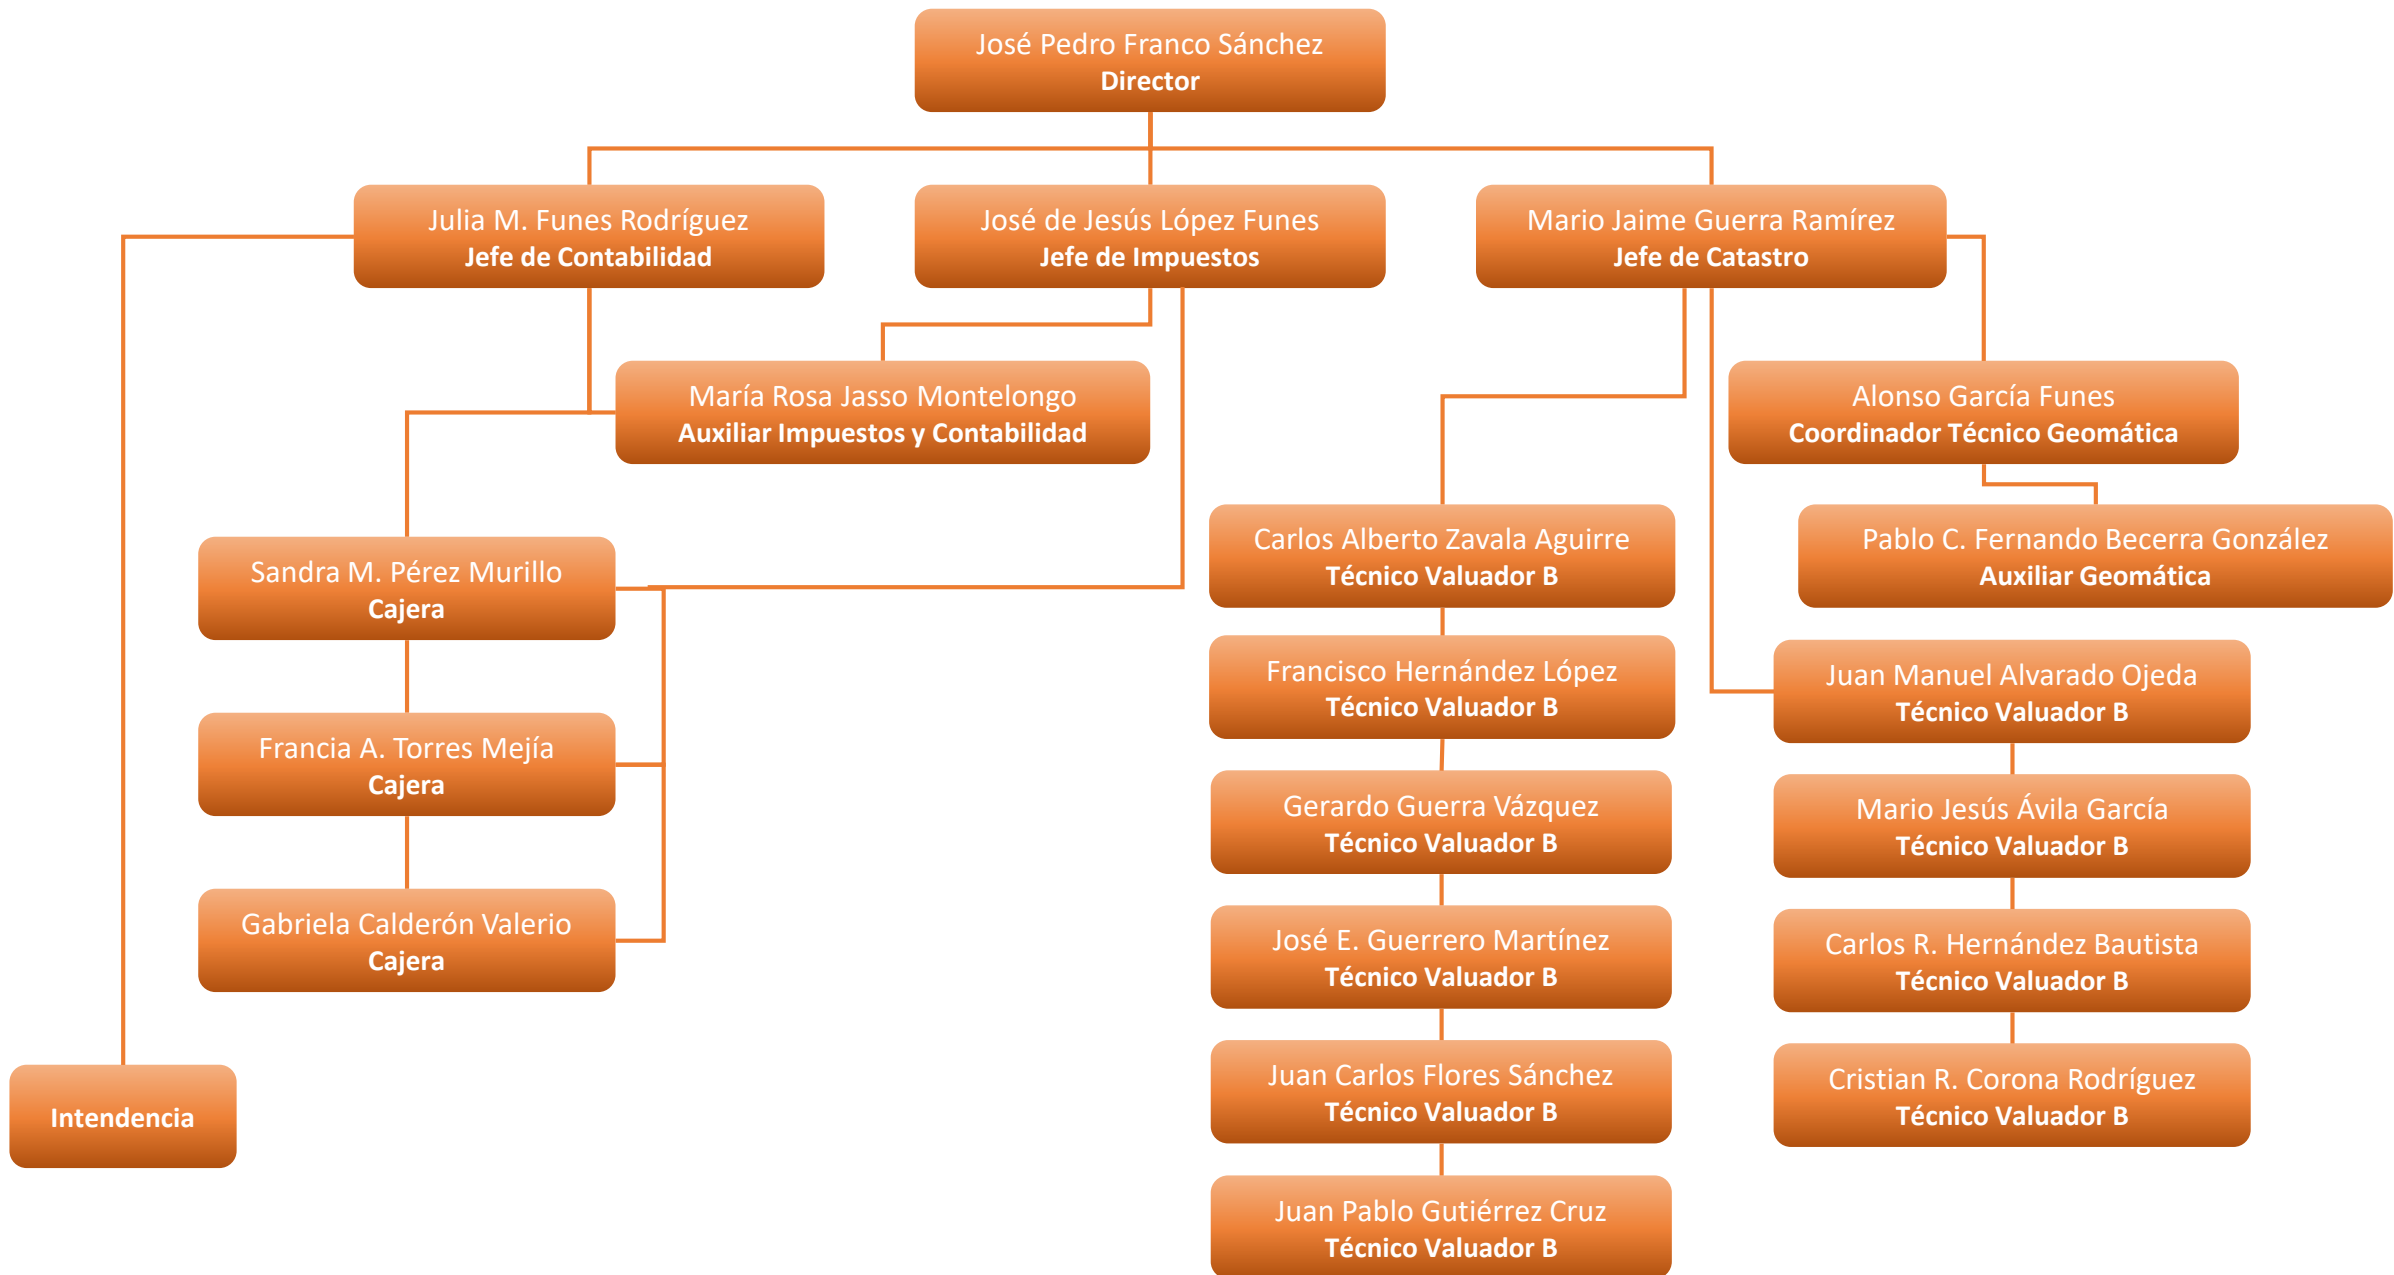 José Pedro Franco Sánchez
Director
Julia M. Funes Rodríguez
Jefe de Contabilidad
José de Jesús López Funes
Jefe de Impuestos
Mario Jaime Guerra Ramírez
Jefe de Catastro
María Rosa Jasso Montelongo
Auxiliar Impuestos y Contabilidad
Alonso García Funes
Coordinador Técnico Geomática
Carlos Alberto Zavala Aguirre
Técnico Valuador B
Pablo C. Fernando Becerra González
Auxiliar Geomática
Sandra M. Pérez Murillo
Cajera
Francisco Hernández López
Técnico Valuador B
Juan Manuel Alvarado Ojeda
Técnico Valuador B
Francia A. Torres Mejía
Cajera
Gerardo Guerra Vázquez
Técnico Valuador B
Mario Jesús Ávila García
Técnico Valuador B
Gabriela Calderón Valerio
Cajera
José E. Guerrero Martínez
Técnico Valuador B
Carlos R. Hernández Bautista
Técnico Valuador B
Intendencia
Juan Carlos Flores Sánchez
Técnico Valuador B
Cristian R. Corona Rodríguez
Técnico Valuador B
Juan Pablo Gutiérrez Cruz
Técnico Valuador B